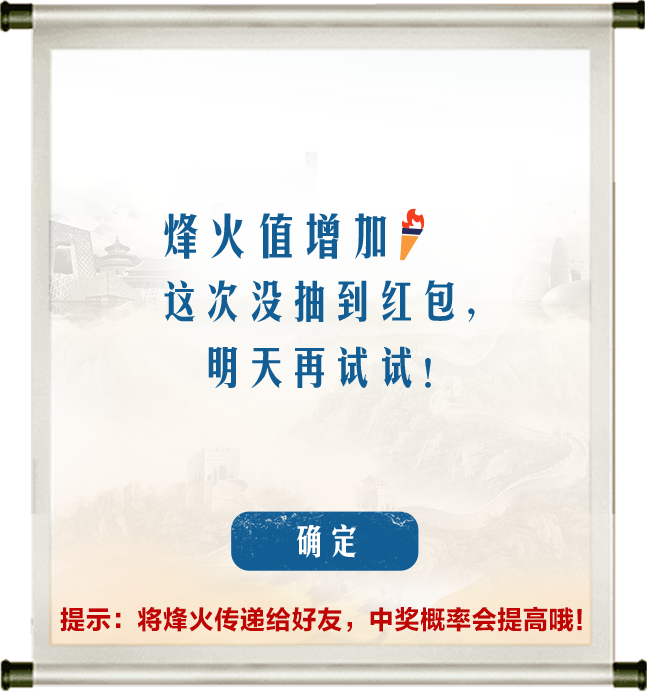 烽火值增加
这次没抽到红包，
明天再试试！
确定
提示：将烽火传递给好友，中奖概率会提高哦！